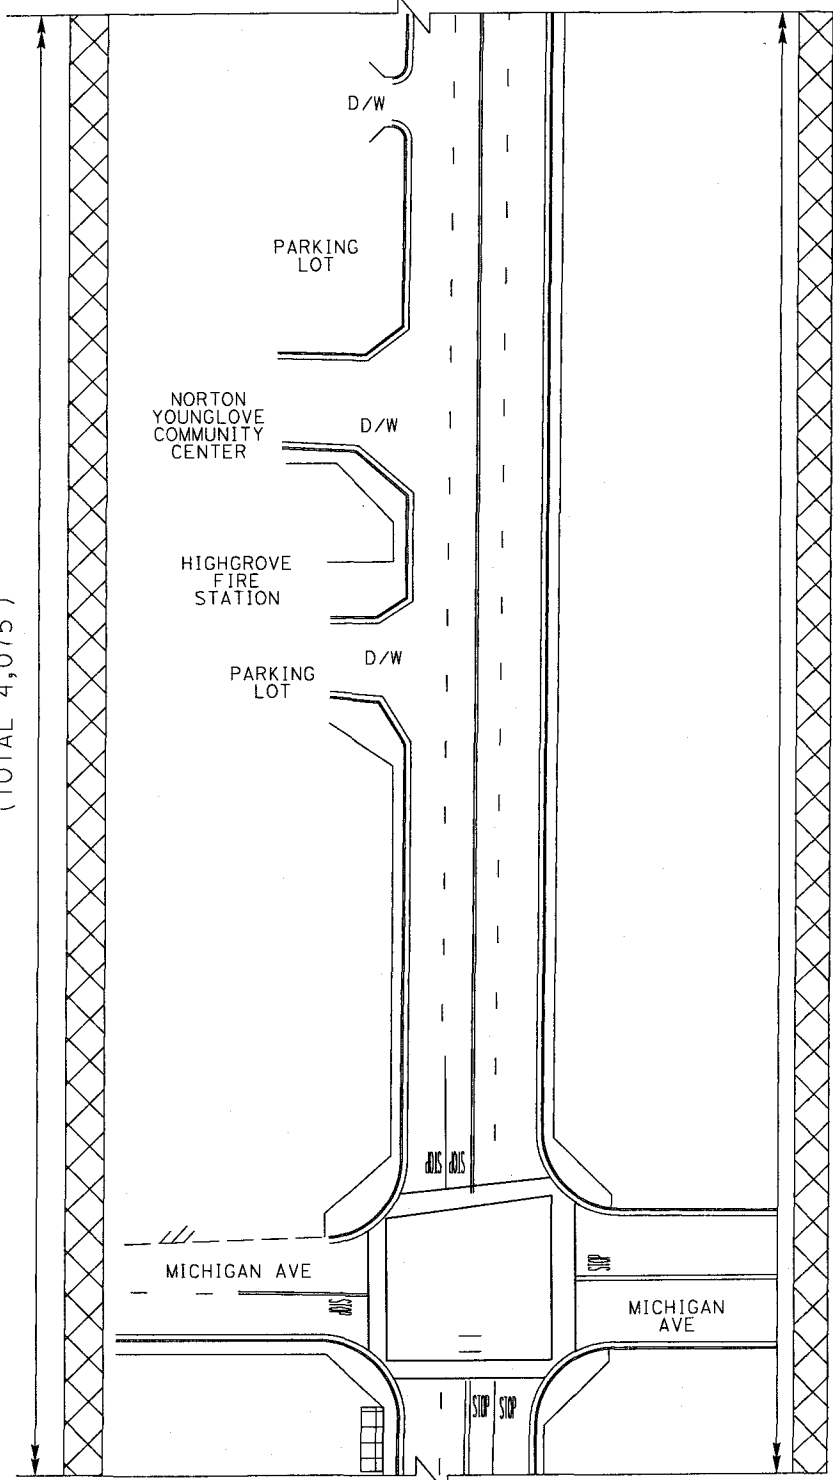 D/W
PARKING
LOT
NORTON
YOUNGLOVE
COMMUNITY
CENTER
D/W
HIGHGROVE
FIRE
STATION
D/W
PARKING
LOT
(TOTAL 4,075')
STOP STOP
MICHIGAN AVE
STOP
STOP
MICHIGAN
AVE
STOP STOP